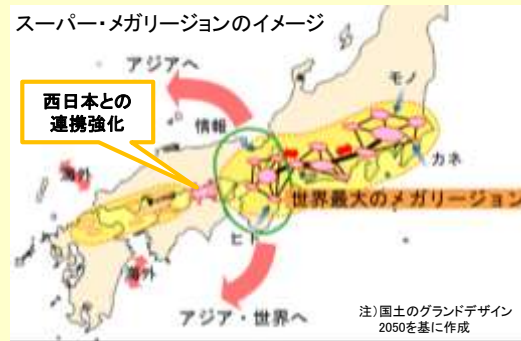 スーパー・メガリージョンのイメージ
アジアへ
モノ
西日本との
連携強化
情報
カネ
海外
世界最大のメガリージョン
ヒト
海外
アジア・世界へ
注）国土のグランドデザイン
2050を基に作成